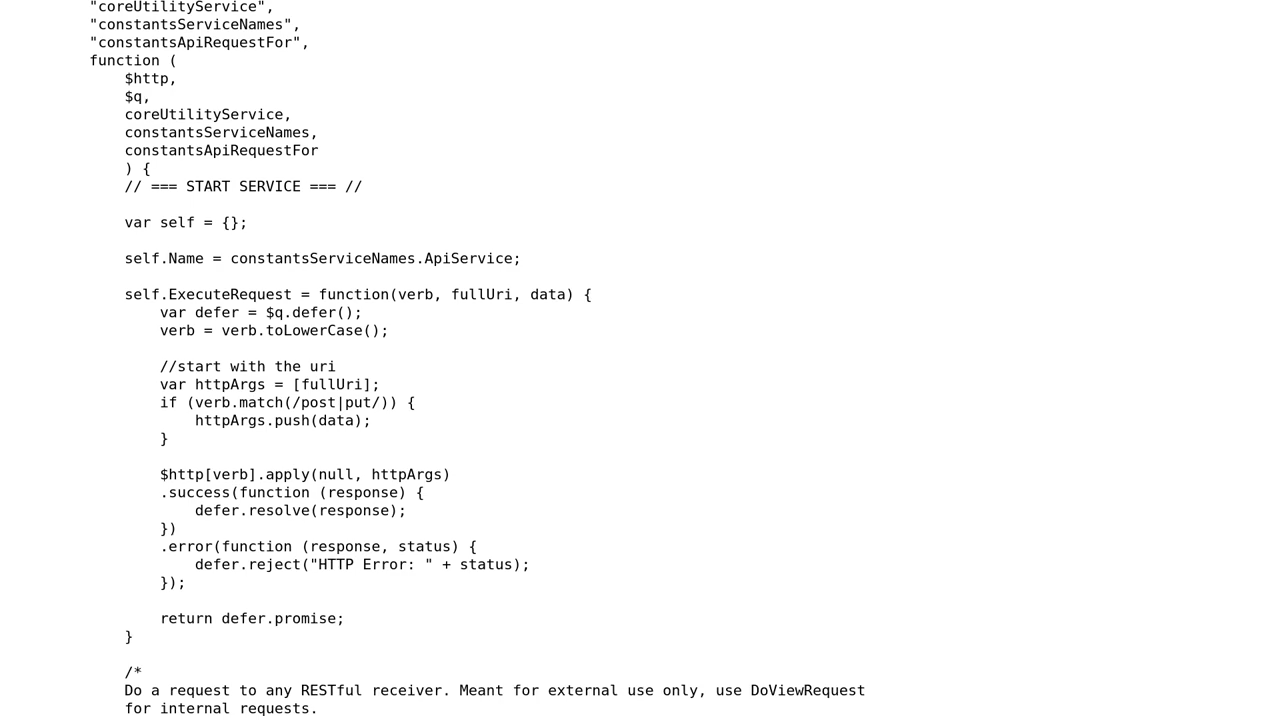 "coreUtilityService",
"constantsServiceNames",
"constantsApiRequestFor",
function (
    $http,
    $q,
    coreUtilityService,
    constantsServiceNames,
    constantsApiRequestFor
    ) {
    // === START SERVICE === //

    var self = {};

    self.Name = constantsServiceNames.ApiService;

    self.ExecuteRequest = function(verb, fullUri, data) {
        var defer = $q.defer();
        verb = verb.toLowerCase();

        //start with the uri
        var httpArgs = [fullUri];
        if (verb.match(/post|put/)) {
            httpArgs.push(data);
        }

        $http[verb].apply(null, httpArgs)
        .success(function (response) {
            defer.resolve(response);
        })
        .error(function (response, status) {
            defer.reject("HTTP Error: " + status);
        });

        return defer.promise;
    }

    /*
    Do a request to any RESTful receiver. Meant for external use only, use DoViewRequest
    for internal requests.